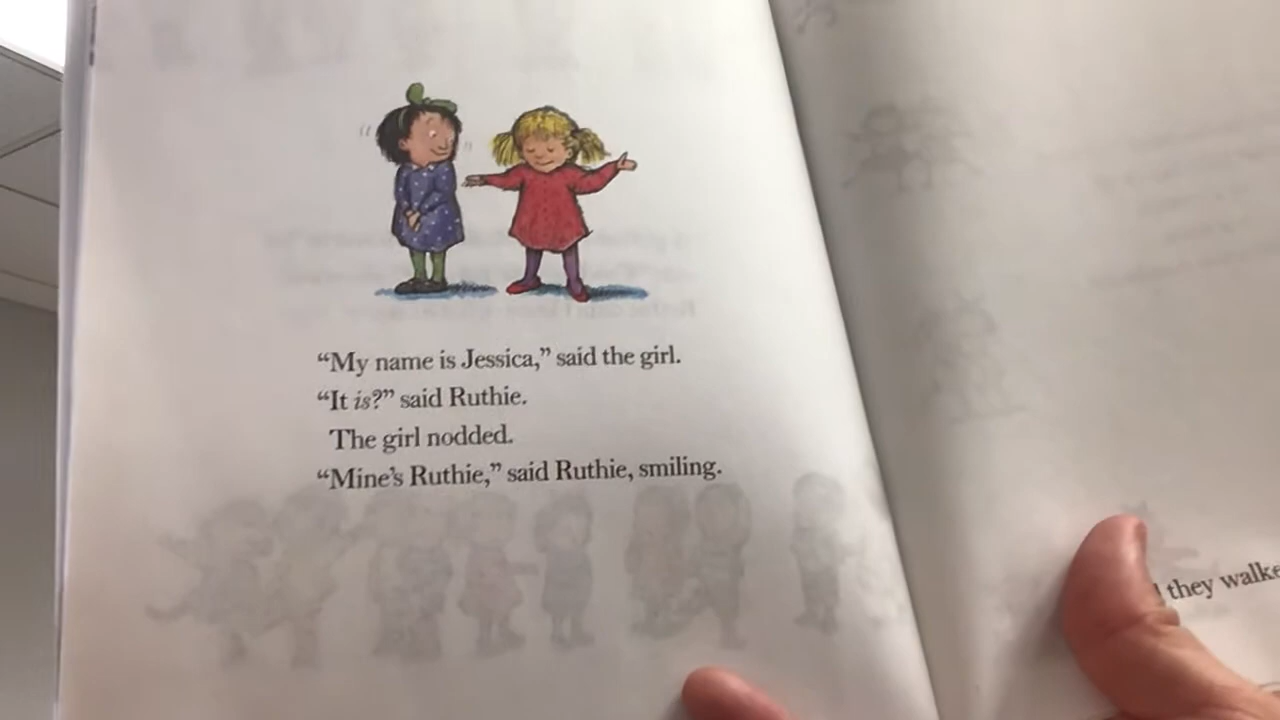 “My name is Jessica,” said the girl.
“It is?” said Ruthie.
The girl nodded.
“Mine’s Ruthie,” said Ruthie, smiling.
they walke